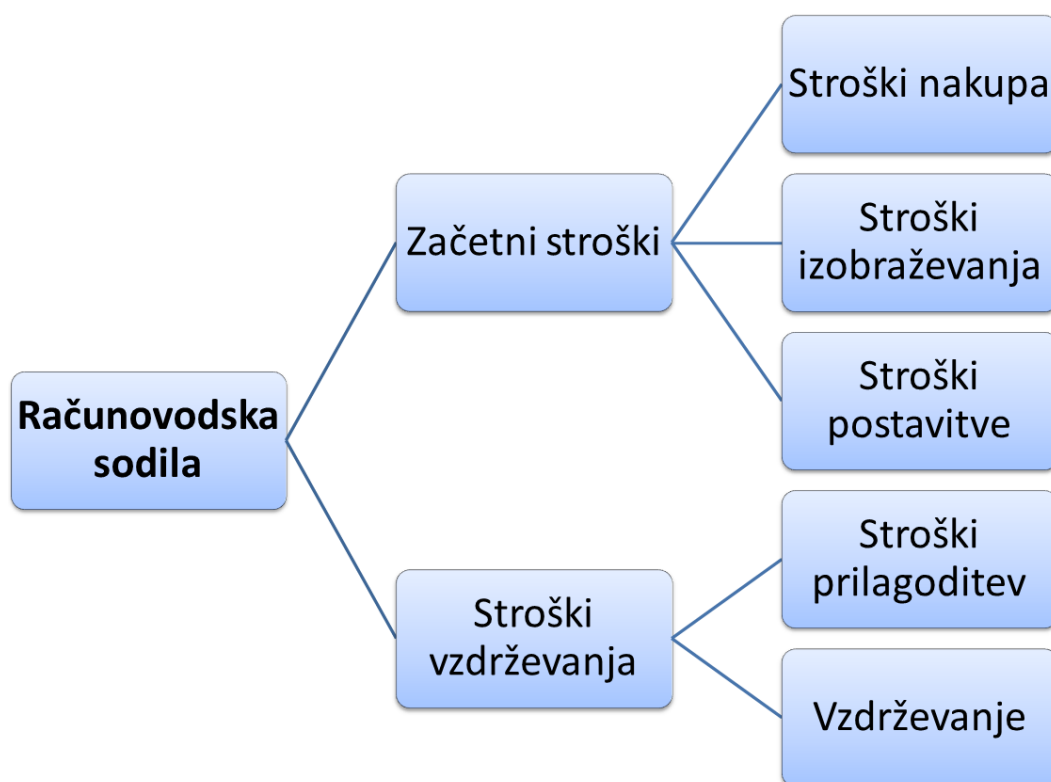 Stroški nakupa
Stroški
izobraževanja
Začetni stroški
Stroški
postavitve
Računovodska
sodila
Stroški
prilagoditev
Stroški
vzdrževanja
Vzdrževanje